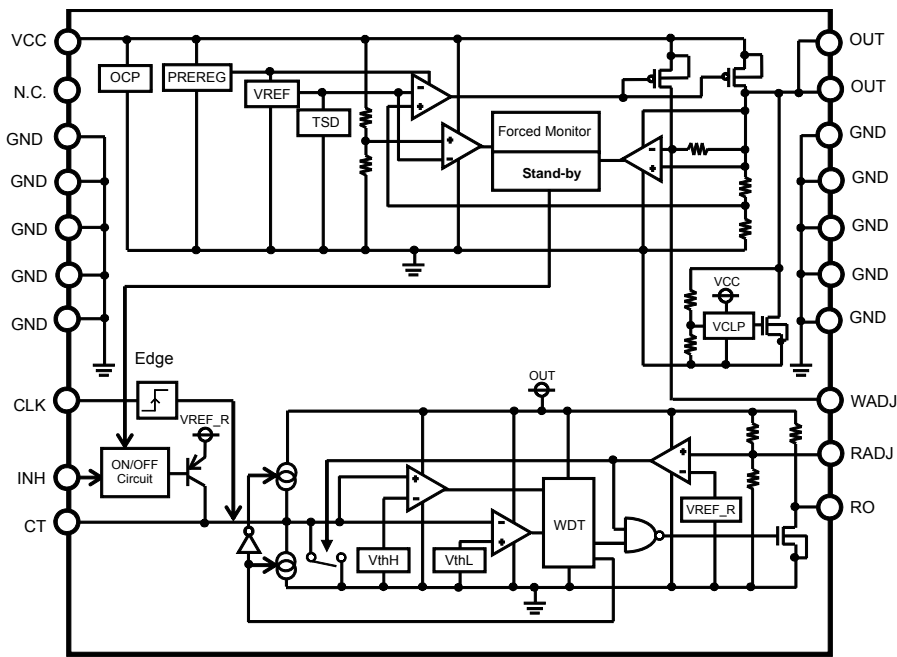 VCC
N.C.
GND
GND
GND
GND
GND
CLK
INH
CT
OCP
PREREG
VREF
TSD
-
+
+
-
Forced Monitor
Stand-by
-
+
VCC
VCLP
OUT
OUT
GND
GND
GND
GND
GND
WADJ
RADJ
RO
Edge
VREF_R
ON/OFF
Circuit
OUT
+
-
VthH
-
+
VthL
WDT
+
-
VREF_R